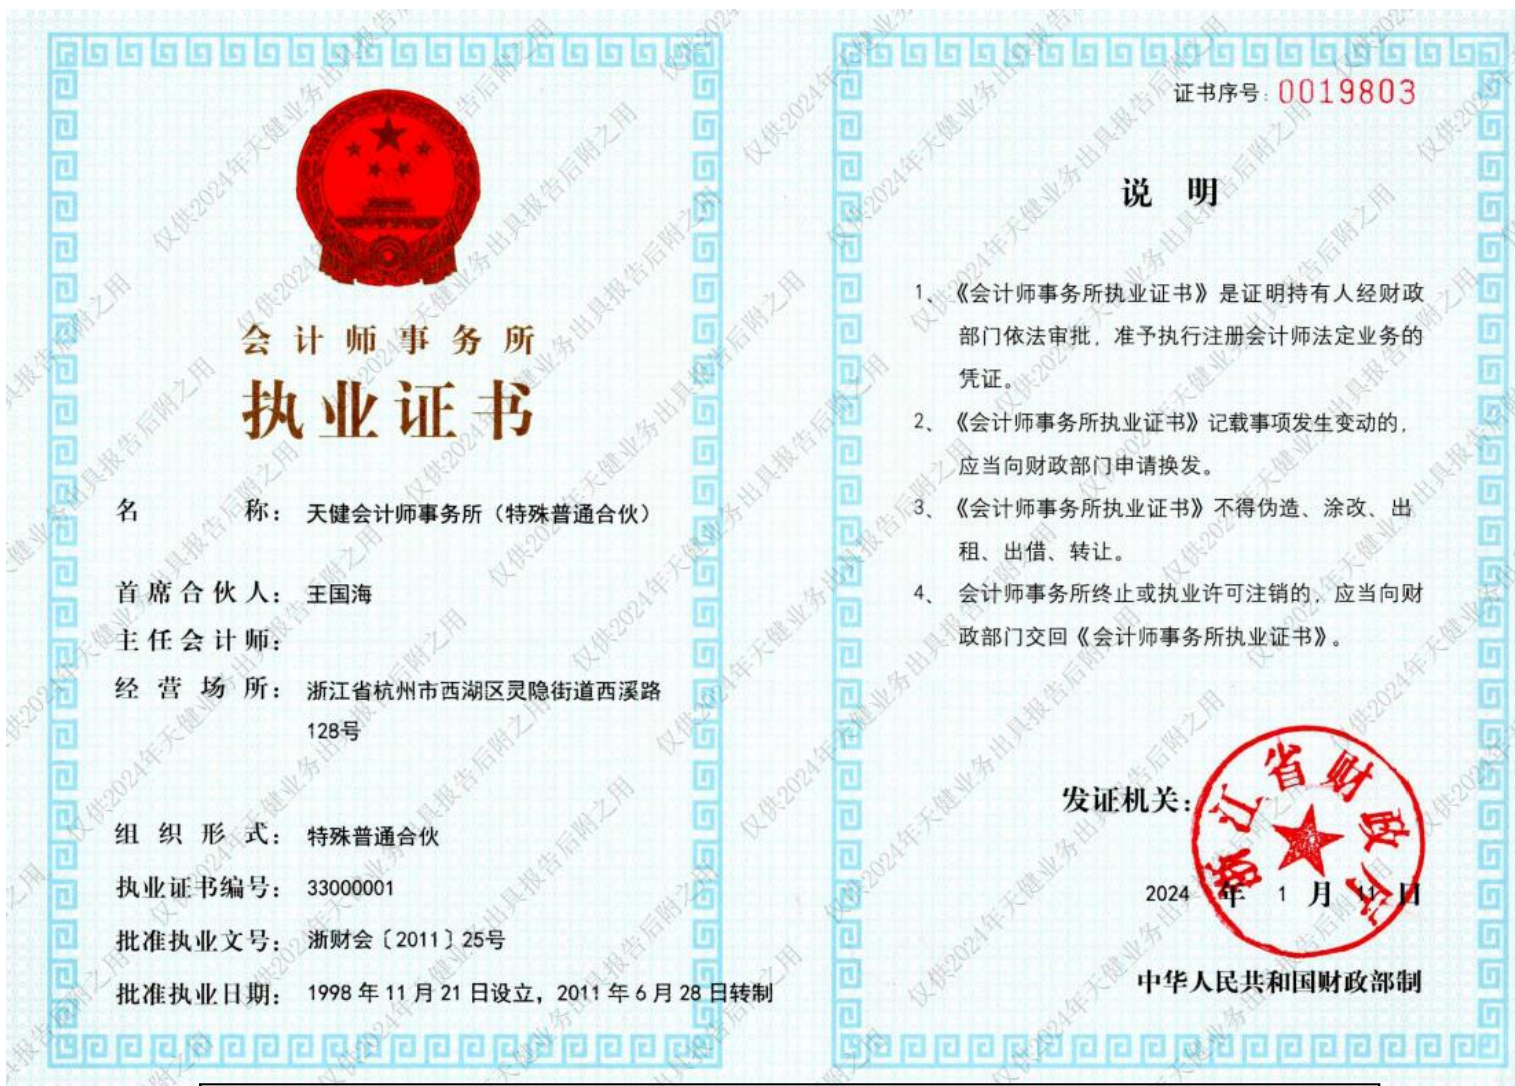 会计师事务所
执业证书
名 称： 天健会计师事务所（特殊普通合伙）
首席合伙人： 王国海
主任会计师：
经营场所： 浙江省杭州市西湖区灵隐街道西溪路
128号
组织形式： 特殊普通合伙
执业证书编号： 33000001
批准执业文号： 浙财会〔2011〕25号
批准执业日期： 1998年11月21日设立，2011年6月28日转制
证书序号：0019803
说 明
1、《会计师事务所执业证书》是证明持有人经财政
部门依法审批，准予执行注册会计师法定业务的
凭证。
2、《会计师事务所执业证书》记载事项发生变动的，
应当向财政部门申请换发。
3、《会计师事务所执业证书》不得伪造、涂改、出
租、出借、转让。
4、会计师事务所终止或执业许可注销的，应当向财
政部门交回《会计师事务所执业证书》。
发证机关：
浙江省财政厅
2024 年 1 月 11 日
中华人民共和国财政部制
仅供2024年天健业务出具报告后附之用